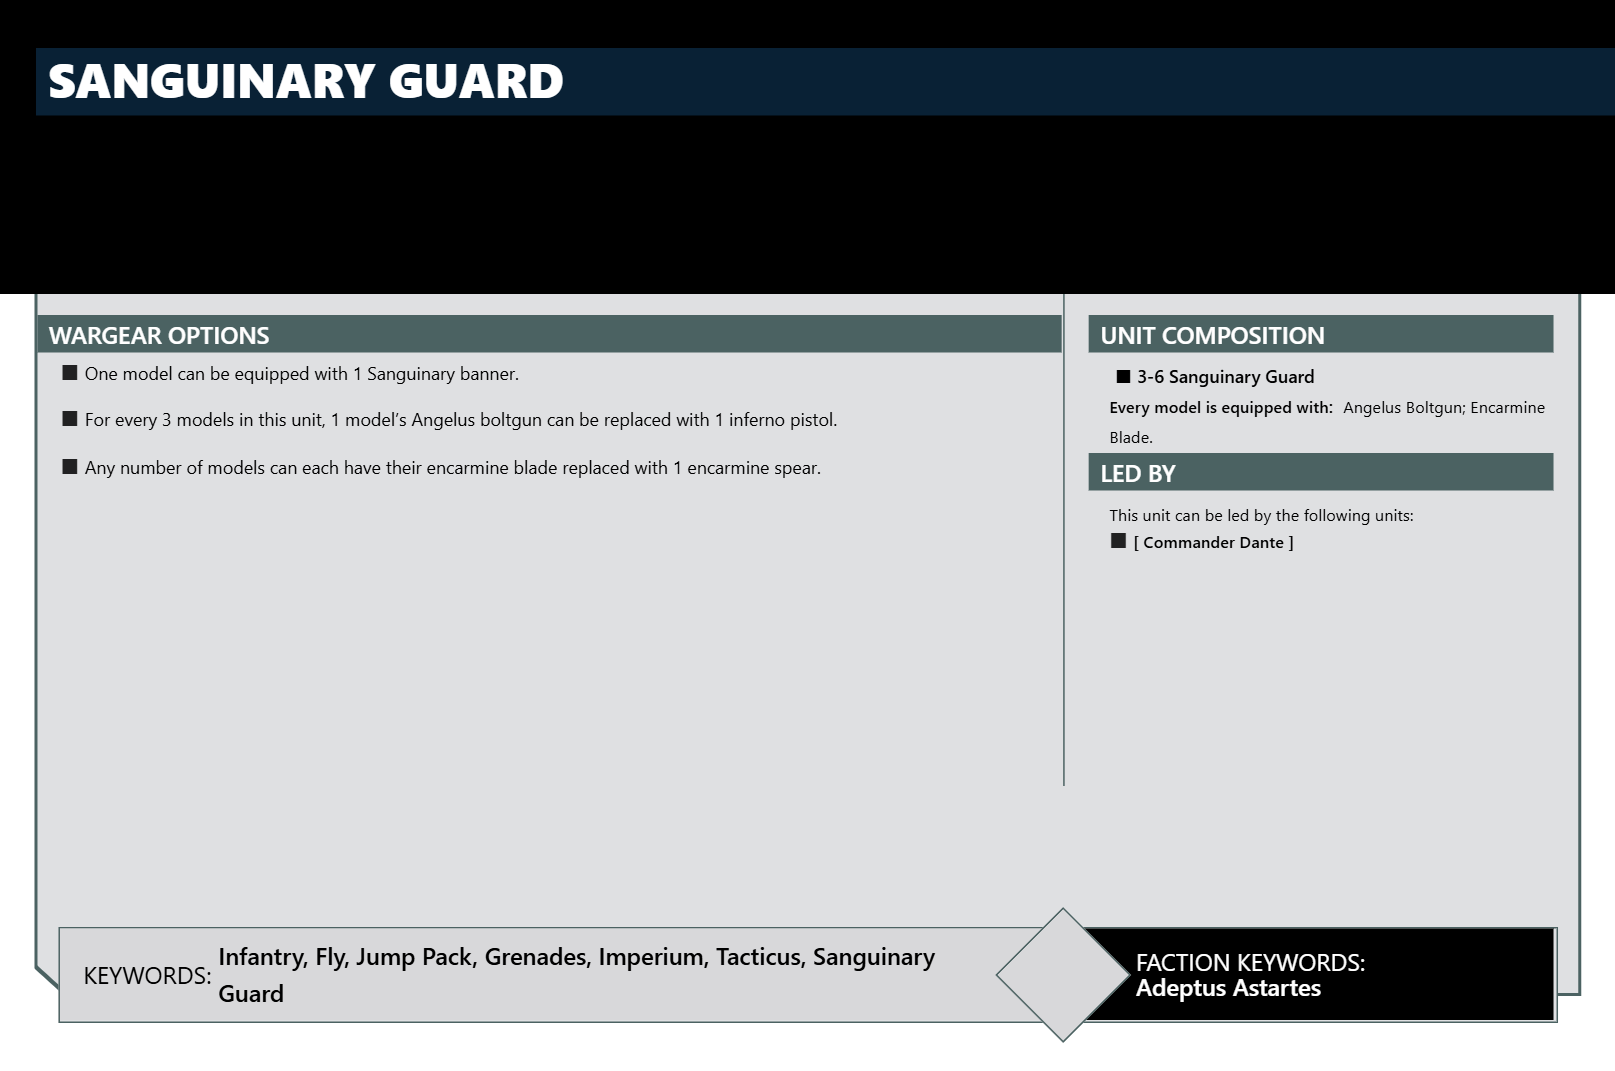 SANGUINARY GUARD
WARGEAR OPTIONS
■ One model can be equipped with 1 Sanguinary banner.
■ For every 3 models in this unit, 1 model’s Angelus boltgun can be replaced with 1 inferno pistol.
■ Any number of models can each have their encarmine blade replaced with 1 encarmine spear.
UNIT COMPOSITION
■ 3-6 Sanguinary Guard
Every model is equipped with: Angelus Boltgun; Encarmine
Blade.
LED BY
This unit can be led by the following units:
■ [ Commander Dante ]
KEYWORDS: Infantry, Fly, Jump Pack, Grenades, Imperium, Tacticus, Sanguinary
Guard
FACTION KEYWORDS:
Adeptus Astartes